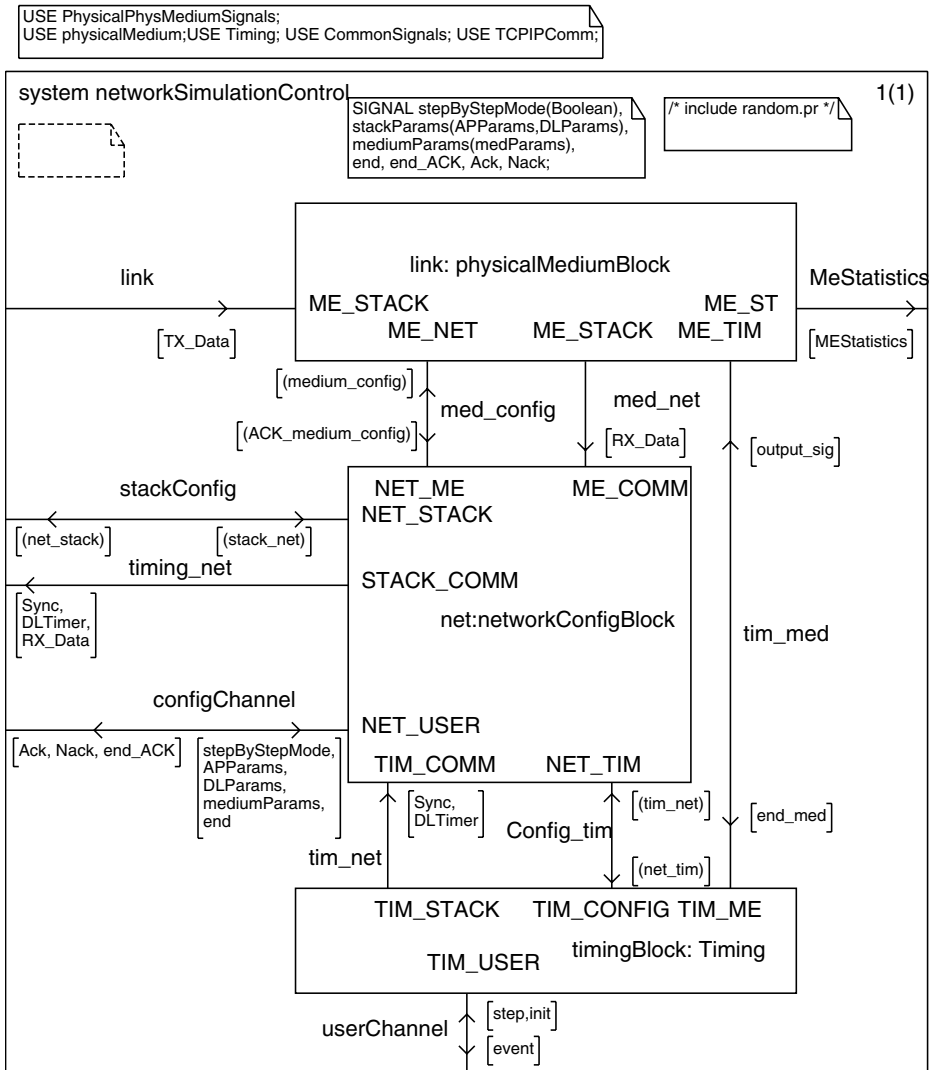 USE PhysicalPhysMediumSignals;
USE physicalMedium;USE Timing; USE CommonSignals; USE TCPIPComm;
system networkSimulationControl
1(1)
SIGNAL stepByStepMode(Boolean),
stackParams(APParams,DLParams),
mediumParams(medParams),
end, end_ACK, Ack, Nack;
/* include random.pr */
link: physicalMediumBlock
link
MeStatistics
ME_STACK
ME_ST
ME_NET
ME_STACK
ME_TIM
[TX_Data]
[MEStatistics]
[(medium_config)]
med_config
med_net
[(ACK_medium_config)]
[RX_Data]
[output_sig]
stackConfig
NET_ME
ME_COMM
NET_STACK
[(net_stack)]
[(stack_net)]
timing_net
STACK_COMM
[Sync,
DLTimer,
RX_Data]
net:networkConfigBlock
tim_med
configChannel
NET_USER
[Ack, Nack, end_ACK]
[stepByStepMode,
APParams,
DLParams,
mediumParams,
end]
TIM_COMM
NET_TIM
[Sync,
DLTimer]
[(tim_net)]
[end_med]
Config_tim
tim_net
[(net_tim)]
TIM_STACK
TIM_CONFIG
TIM_ME
timingBlock: Timing
TIM_USER
userChannel
[step,init]
[event]